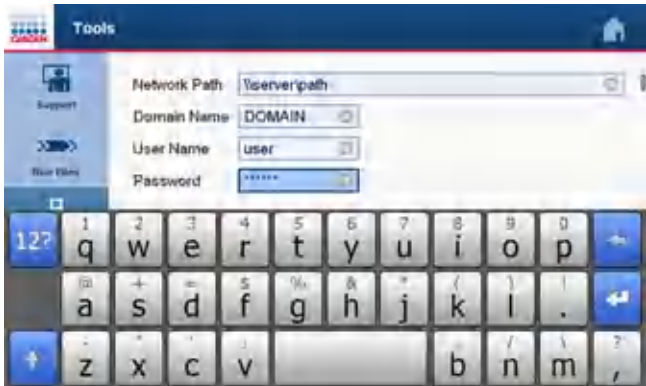 Tools
Support
Network Path \\server\path
Domain Name DOMAIN
User Name user
Password ******
12?
1 2 3 4 5 6 7 8 9 0
q w e r t y u i o p
@ + = $ % & * ( ) !
a s d f g h j k l .
z x c v b n m ,